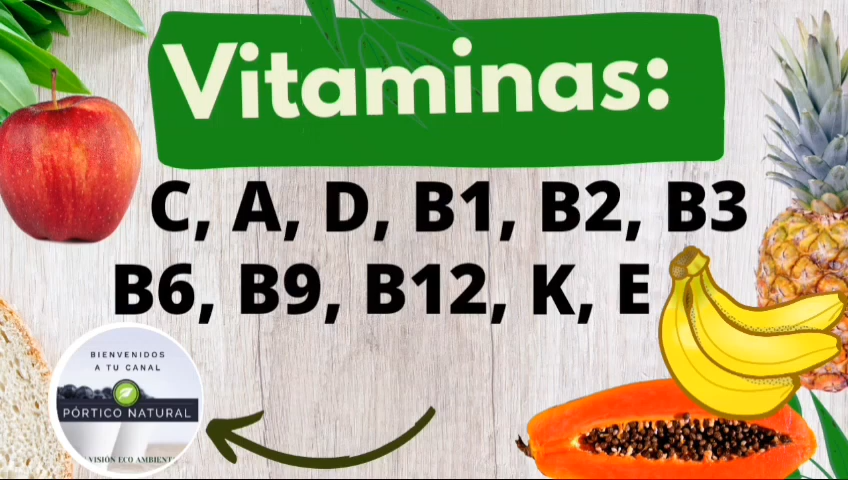 Vitaminas:
C, A, D, B1, B2, B3
B6, B9, B12, K, E
BIENVENIDOS
A TU CANAL
PÓRTICO NATURAL
VISIÓN ECO AMBIENT